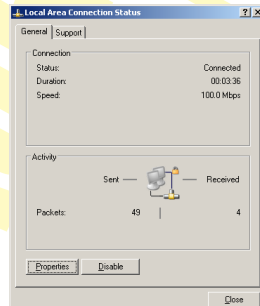 Local Area Connection Status
General Support
Connection
Status: Connected
Duration: 00:03:36
Speed: 100.0 Mbps
Activity
Sent Received
Packets: 49 4
Properties Disable
Close